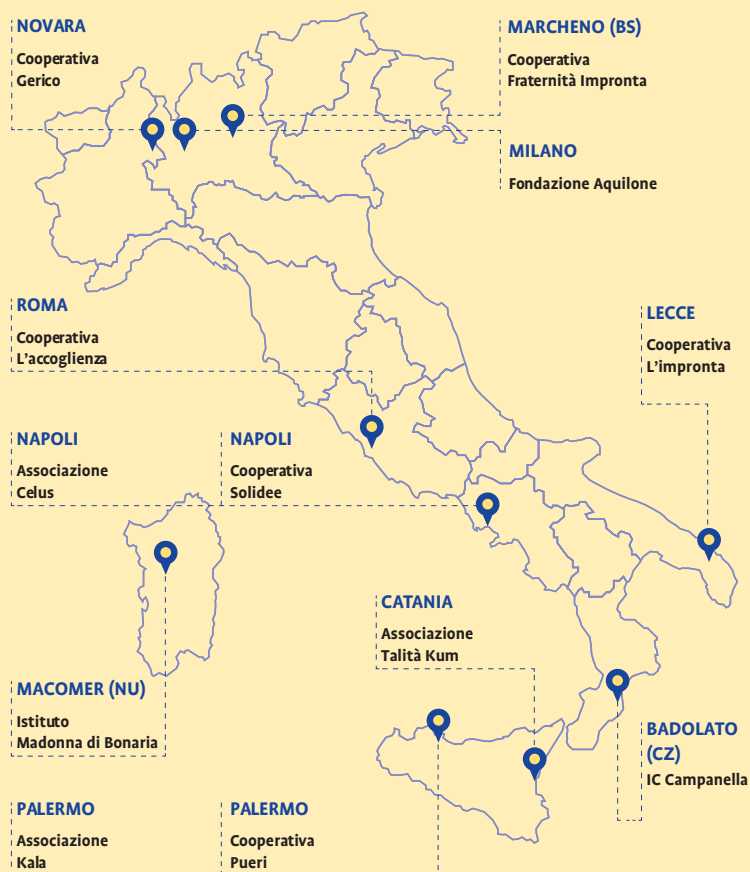 NOVARA
Cooperativa
Gerico
MARCHENO (BS)
Cooperativa
Fraternità Impronta
MILANO
Fondazione Aquilone
ROMA
Cooperativa
L'accoglienza
LECCE
Cooperativa
L'impronta
NAPOLI
Associazione
Celus
NAPOLI
Cooperativa
Solidee
CATANIA
Associazione
Talità Kum
MACOMER (NU)
Istituto
Madonna di Bonaria
BADOLATO
(CZ)
IC Campanella
PALERMO
Associazione
Kala
PALERMO
Cooperativa
Pueri